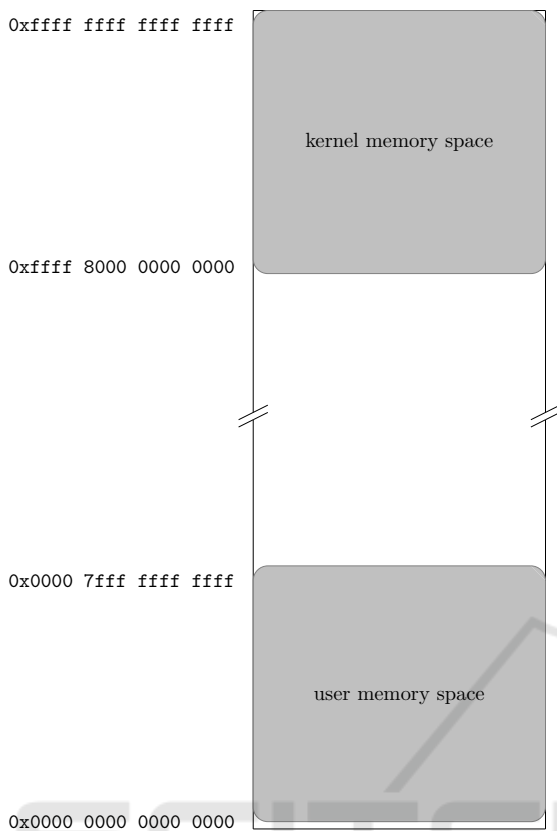 0xffff ffff ffff ffff
kernel memory space
0xffff 8000 0000 0000
0x0000 7fff ffff ffff
user memory space
0x0000 0000 0000 0000